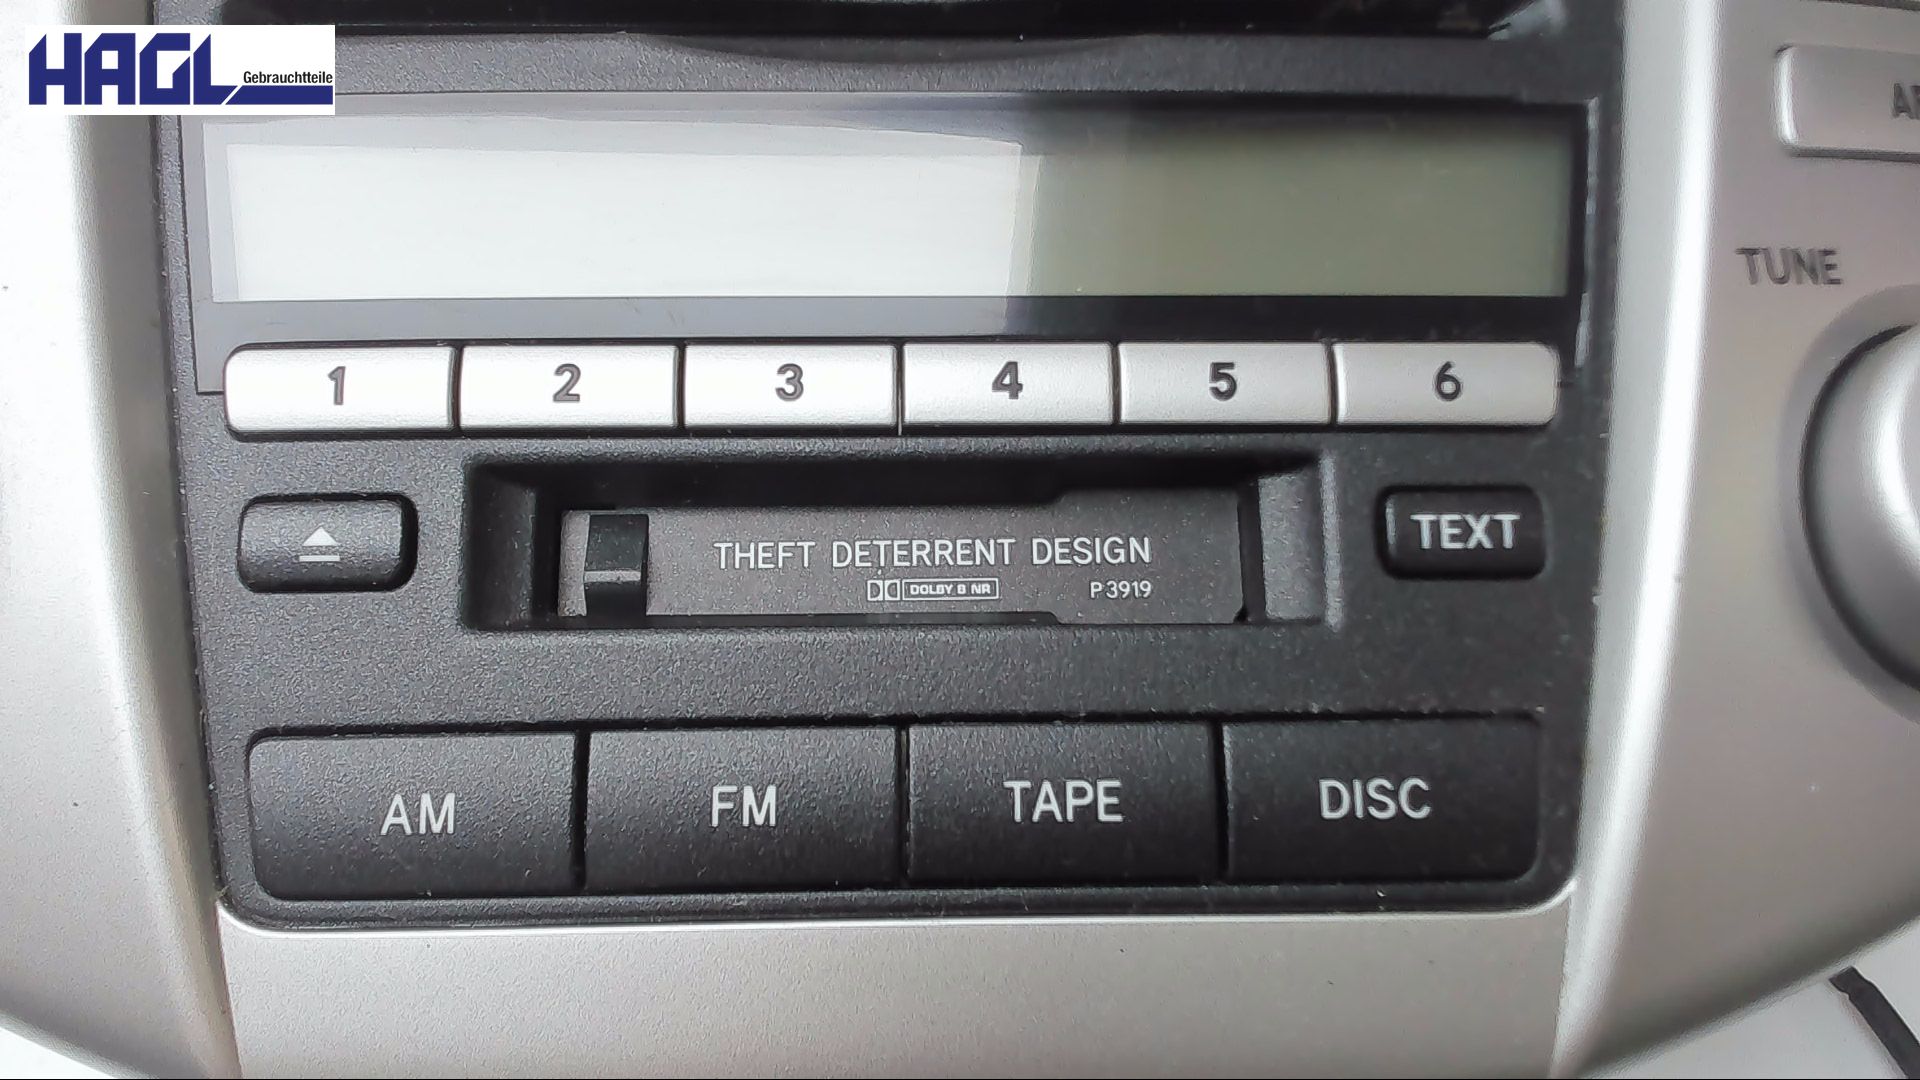 HAGL
Gebrauchtteile
TUNE
1 2 3 4 5 6
TEXT
THEFT DETERRENT DESIGN
DOLBY B NR P3919
AM FM TAPE DISC